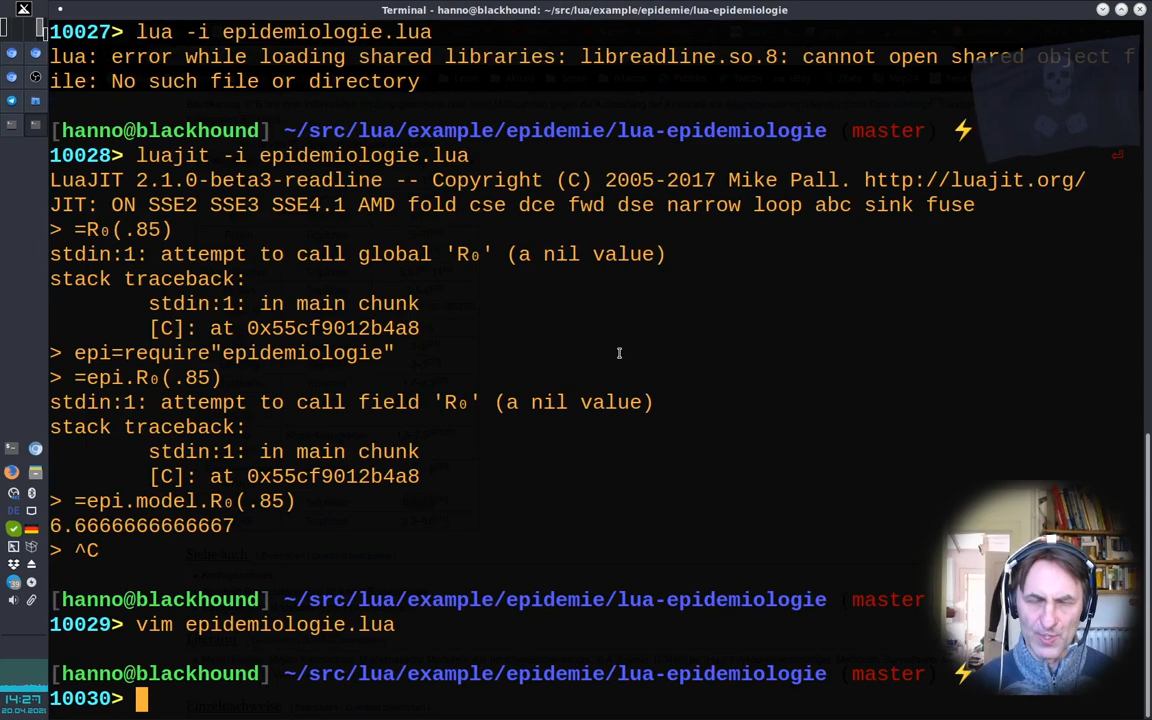 Terminal - hanno@blackhound: ~/src/lua/example/epidemie/lua-epidemiologie
10027> lua -i epidemiologie.lua
lua: error while loading shared libraries: libreadline.so.8: cannot open shared object f
ile: No such file or directory
[hanno@blackhound] ~/src/lua/example/epidemie/lua-epidemiologie (master) ⚡
10028> luajit -i epidemiologie.lua
LuaJIT 2.1.0-beta3-readline -- Copyright (C) 2005-2017 Mike Pall. http://luajit.org/
JIT: ON SSE2 SSE3 SSE4.1 AMD fold cse dce fwd dse narrow loop abc sink fuse
> =R₀(.85)
stdin:1: attempt to call global 'R₀' (a nil value)
stack traceback:
        stdin:1: in main chunk
        [C]: at 0x55cf9012b4a8
> epi=require"epidemiologie"
> =epi.R₀(.85)
stdin:1: attempt to call field 'R₀' (a nil value)
stack traceback:
        stdin:1: in main chunk
        [C]: at 0x55cf9012b4a8
> =epi.model.R₀(.85)
6.6666666666667
> ^C
[hanno@blackhound] ~/src/lua/example/epidemie/lua-epidemiologie (master
10029> vim epidemiologie.lua
[hanno@blackhound] ~/src/lua/example/epidemie/lua-epidemiologie (master) ⚡
10030>
DE
14:27
20.04.2021